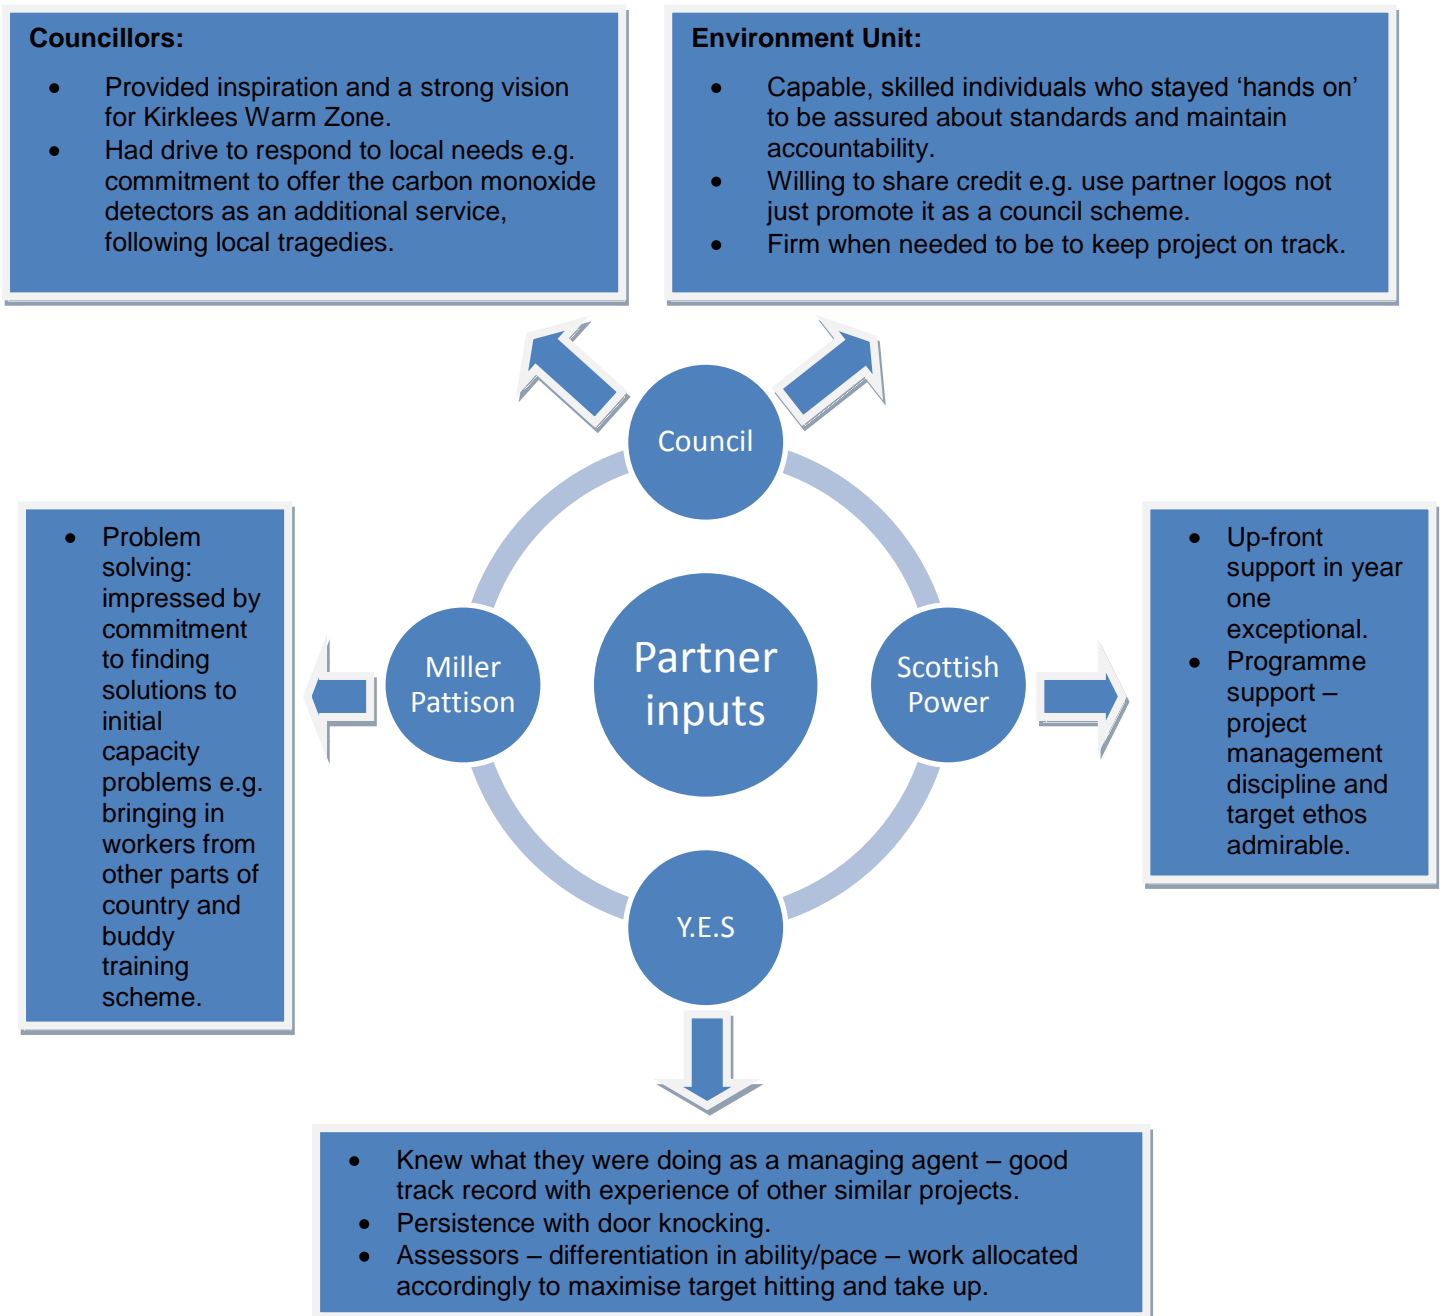 Councillors:
• Provided inspiration and a strong vision
for Kirklees Warm Zone.
• Had drive to respond to local needs e.g.
commitment to offer the carbon monoxide
detectors as an additional service,
following local tragedies.
Environment Unit:
• Capable, skilled individuals who stayed ‘hands on’
to be assured about standards and maintain
accountability.
• Willing to share credit e.g. use partner logos not
just promote it as a council scheme.
• Firm when needed to be to keep project on track.
Council
• Problem
solving:
impressed by
commitment
to finding
solutions to
initial
capacity
problems e.g.
bringing in
workers from
other parts of
country and
buddy
training
scheme.
Miller
Pattison
Partner
inputs
Scottish
Power
• Up-front
support in year
one
exceptional.
• Programme
support –
project
management
discipline and
target ethos
admirable.
Y.E.S
• Knew what they were doing as a managing agent – good
track record with experience of other similar projects.
• Persistence with door knocking.
• Assessors – differentiation in ability/pace – work allocated
accordingly to maximise target hitting and take up.